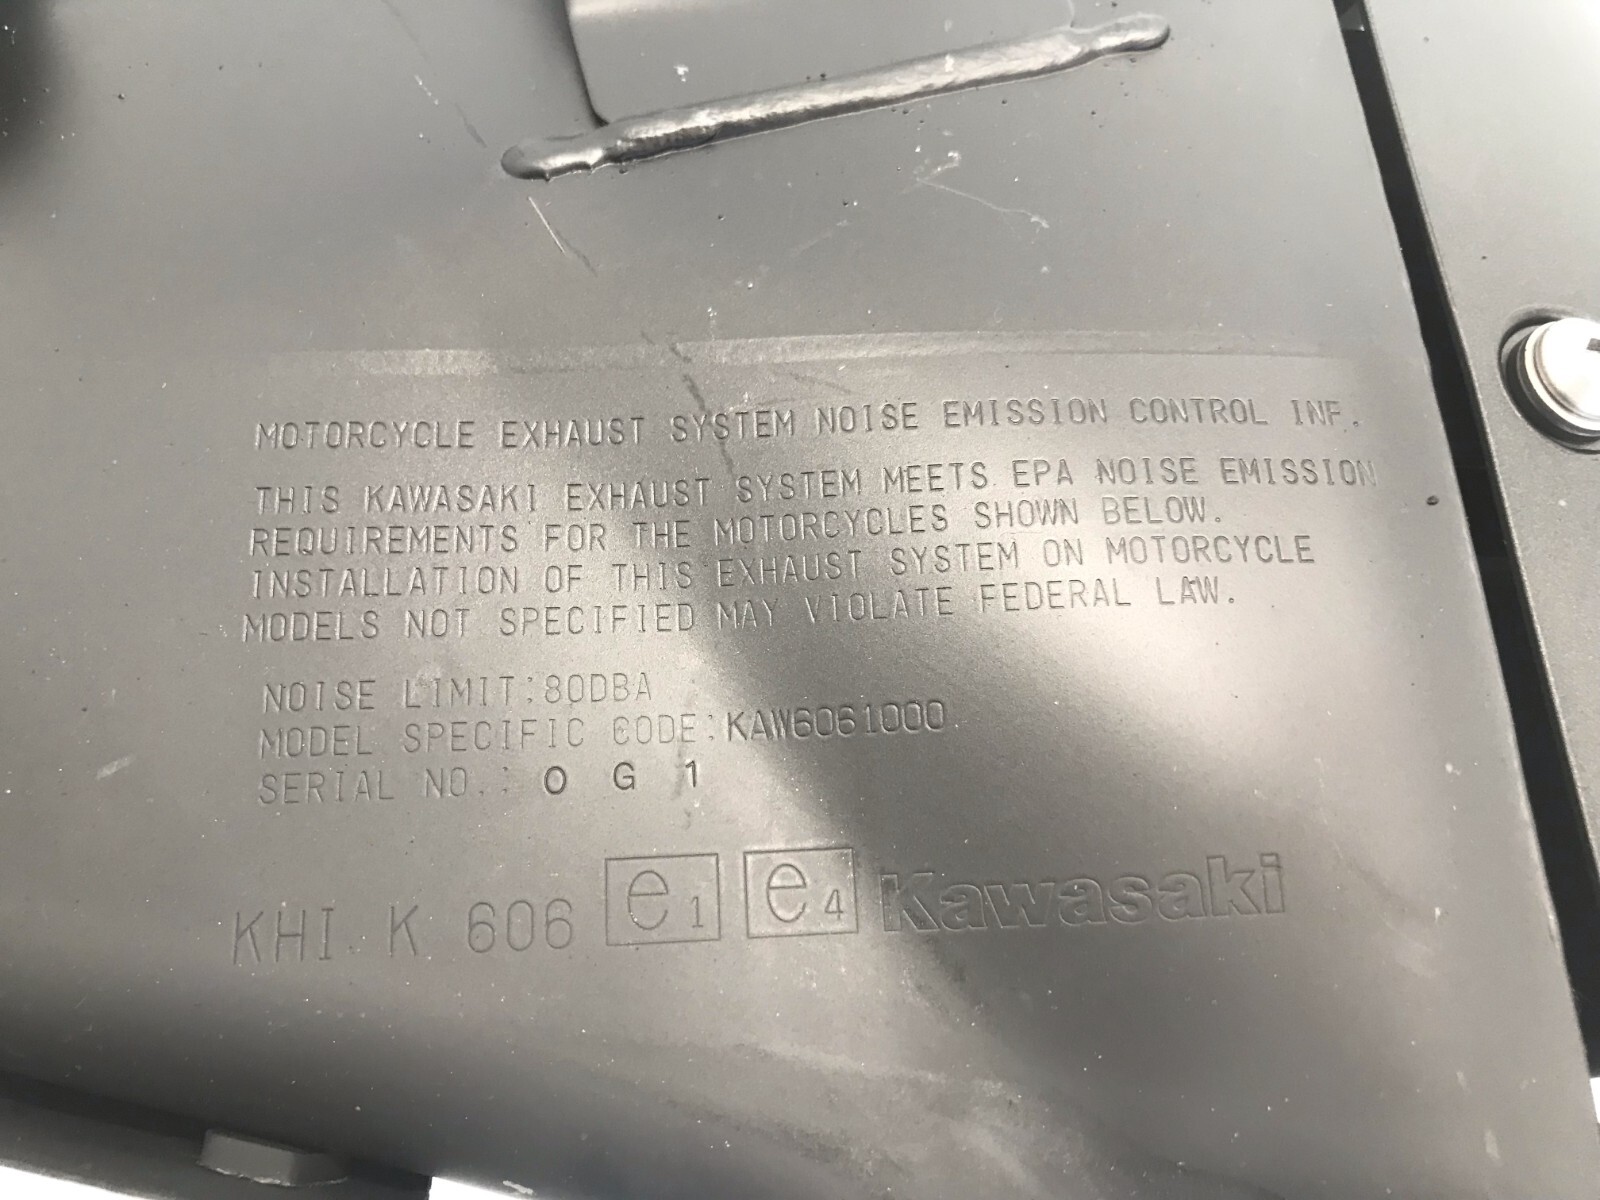 MOTORCYCLE EXHAUST SYSTEM NOISE EMISSION CONTROL INF.
THIS KAWASAKI EXHAUST SYSTEM MEETS EPA NOISE EMISSION
REQUIREMENTS FOR THE MOTORCYCLES SHOWN BELOW.
INSTALLATION OF THIS EXHAUST SYSTEM ON MOTORCYCLE
MODELS NOT SPECIFIED MAY VIOLATE FEDERAL LAW.
NOISE LIMIT:80DBA
MODEL SPECIFIC CODE:KAW6061000
SERIAL NO.: O G 1
KHI K 606 e1 e4 Kawasaki